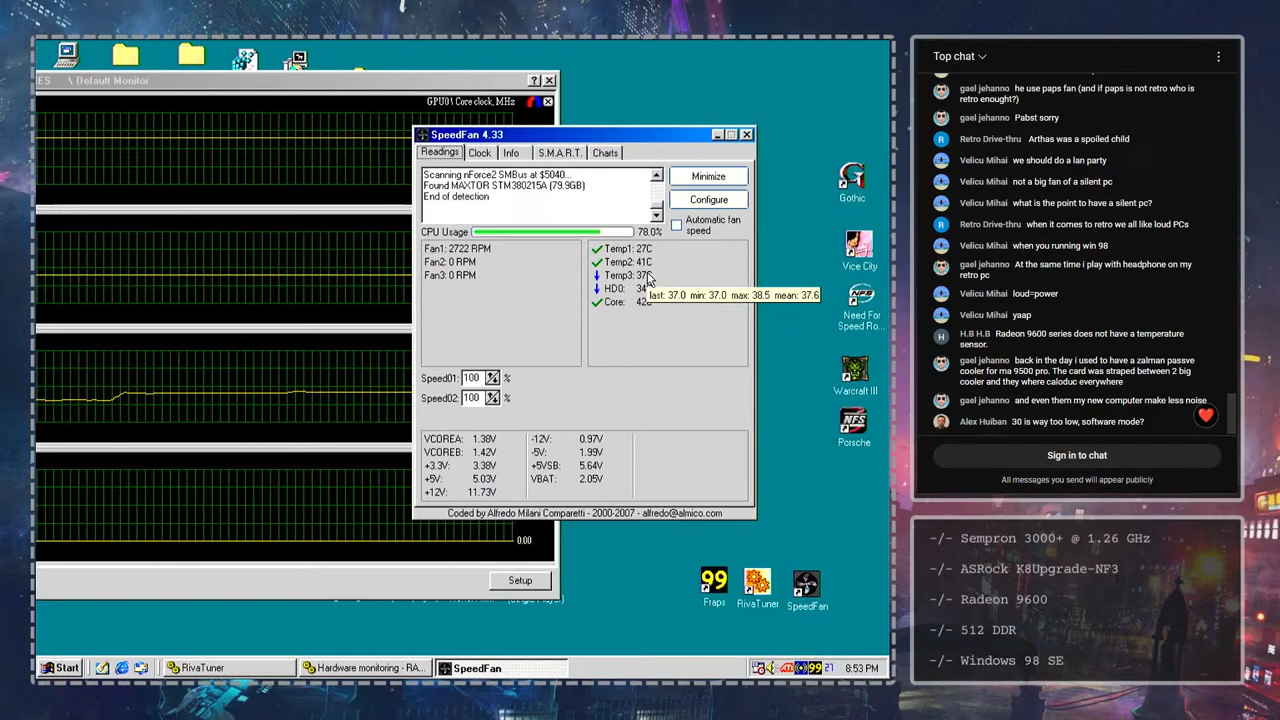 ES \ Default Monitor
GPU0 \ Core clock, MHz
0.00
Setup
SpeedFan 4.33
Readings Clock Info S.M.A.R.T. Charts
Scanning nForce2 SMBus at $5040...
Found MAXTOR STM380215A (79.9GB)
End of detection
Minimize
Configure
Automatic fan
speed
CPU Usage 78.0%
Fan1: 2722 RPM
Fan2: 0 RPM
Fan3: 0 RPM
Temp1: 27C
Temp2: 41C
Temp3: 37C
HD0: 34
Core: 42C
last: 37.0 min: 37.0 max: 38.5 mean: 37.6
Speed01: 100 %
Speed02: 100 %
VCOREA: 1.38V
VCOREB: 1.42V
+3.3V: 3.38V
+5V: 5.03V
+12V: 11.73V
-12V: 0.97V
-5V: 1.99V
+5VSB: 5.64V
VBAT: 2.05V
Coded by Alfredo Milani Comparetti - 2000-2007 - alfredo@almico.com
Gothic
Vice City
Need For
Speed Ro...
Warcraft III
NFS
Porsche
99
Fraps
RivaTuner
SpeedFan
Start
RivaTuner
Hardware monitoring - RA...
SpeedFan
99 27 8:53 PM
Top chat
gael jehanno he use paps fan (and if paps is not retro who is
retro enought?)
gael jehanno Pabst sorry
Retro Drive-thru Arthas was a spoiled child
Velicu Mihai we should do a lan party
Velicu Mihai not a big fan of a silent pc
Velicu Mihai what is the point to have a silent pc?
Retro Drive-thru when it comes to retro we all like loud PCs
Velicu Mihai when you running win 98
gael jehanno At the same time i play with headphone on my
retro pc
Velicu Mihai loud=power
Velicu Mihai yaap
H.B H.B Radeon 9600 series does not have a temperature
sensor.
gael jehanno back in the day i used to have a zalman passve
cooler for ma 9500 pro. The card was straped between 2 big
cooler and they where caloduc everywhere
gael jehanno and even them my new computer make less noise
Alex Huiban 30 is way too low, software mode?
Sign in to chat
All messages you send will appear publicly
-/- Sempron 3000+ @ 1.26 GHz
-/- ASRock K8Upgrade-NF3
-/- Radeon 9600
-/- 512 DDR
-/- Windows 98 SE